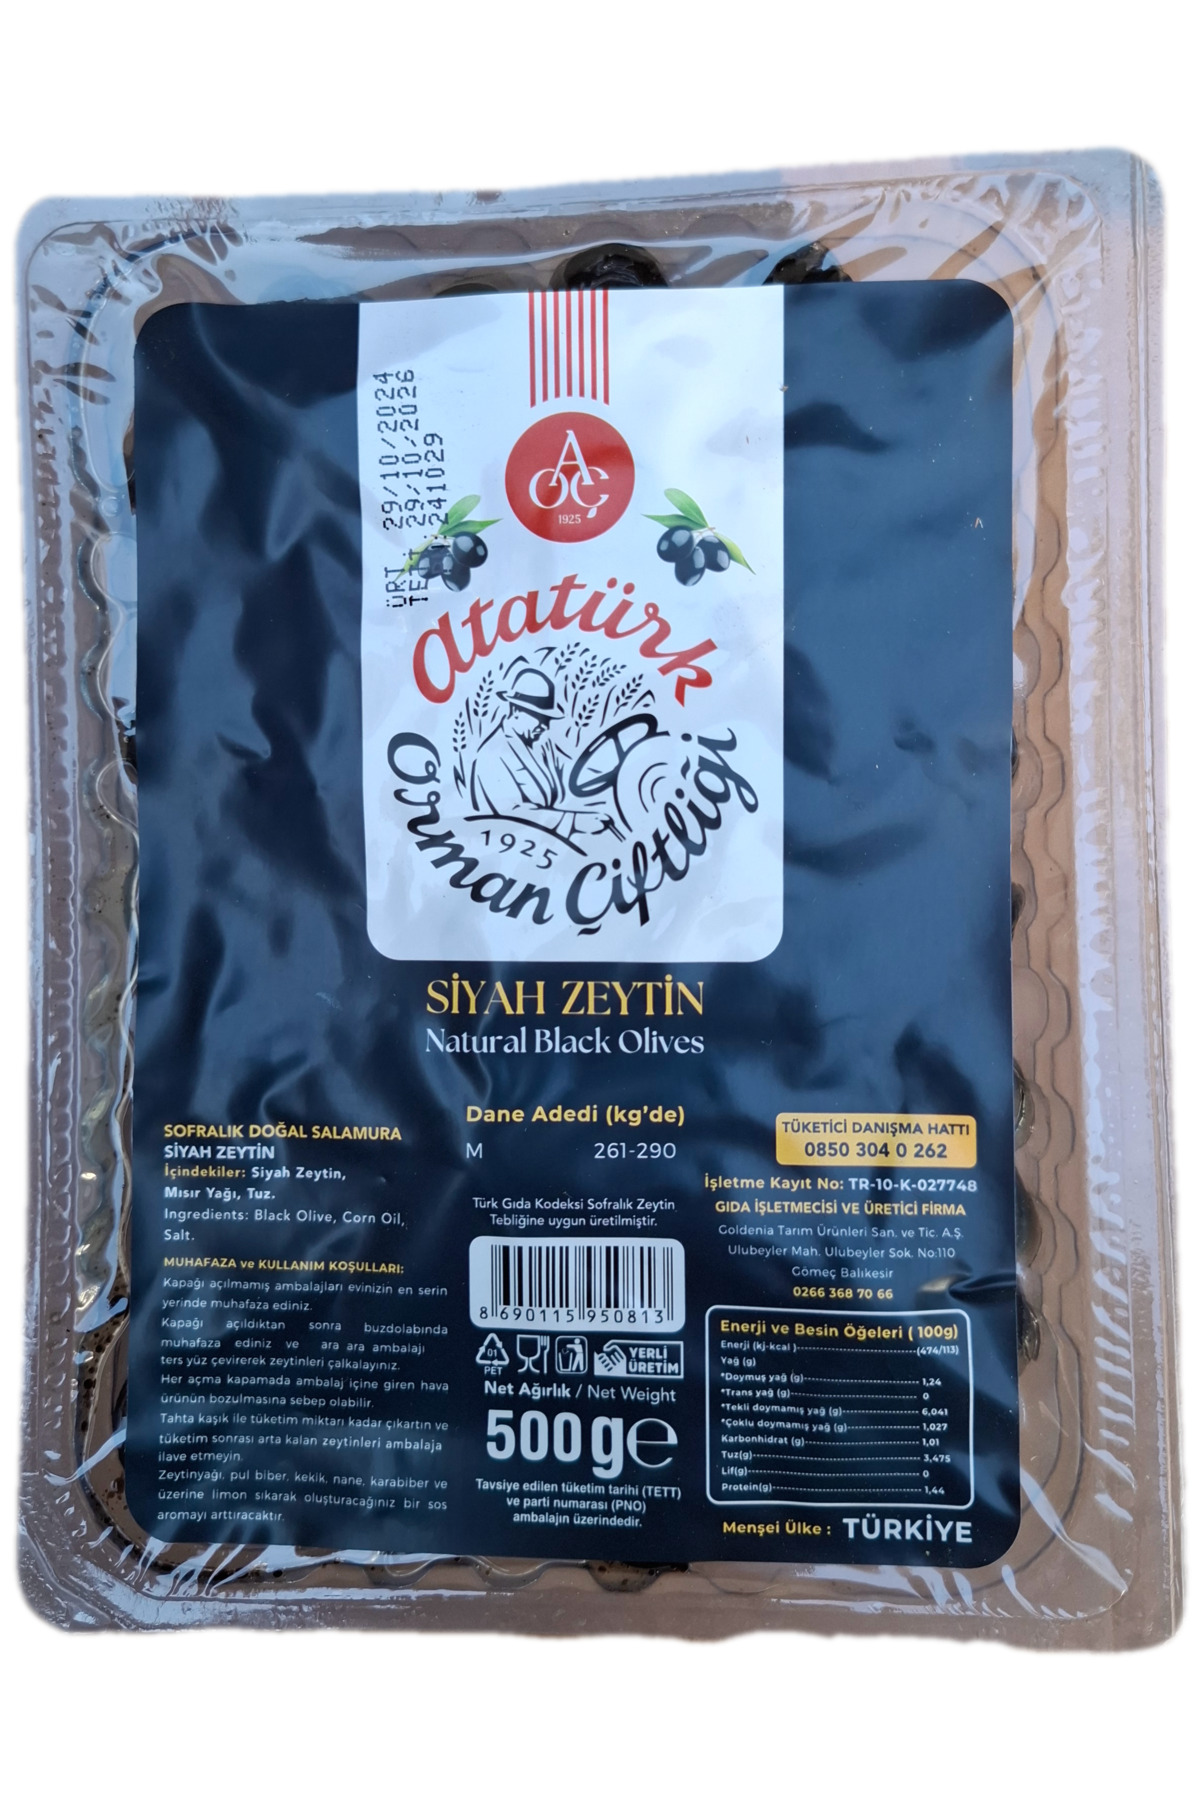 ÜRT. 29/10/2024
TETT. 29/10/2026
241029
AOÇ
1925
Atatürk
Orman Çiftliği
1925
SİYAH ZEYTİN
Natural Black Olives
Dane Adedi (kg'de)
M 261-290
SOFRALIK DOĞAL SALAMURA
SİYAH ZEYTİN
İçindekiler: Siyah Zeytin,
Mısır Yağı, Tuz.
Ingredients: Black Olive, Corn Oil,
Salt.
MUHAFAZA ve KULLANIM KOŞULLARI:
Kapağı açılmamış ambalajları evinizin en serin
yerinde muhafaza ediniz.
Kapağı açıldıktan sonra buzdolabında
muhafaza ediniz ve ara ara ambalajı
ters yüz çevirerek zeytinleri çalkalayınız.
Her açma kapamada ambalaj içine giren hava
ürünün bozulmasına sebep olabilir.
Tahta kaşık ile tüketim miktarı kadar çıkartın ve
tüketim sonrası arta kalan zeytinleri ambalaja
ilave etmeyin.
Zeytinyağı, pul biber, kekik, nane, karabiber ve
üzerine limon sıkarak oluşturacağınız bir sos
aromayı arttıracaktır.
Türk Gıda Kodeksi Sofralık Zeytin
Tebliğine uygun üretilmiştir.
8 690115 950813
01
PET
YERLİ
ÜRETİM
Net Ağırlık / Net Weight
500 g e
Tavsiye edilen tüketim tarihi (TETT)
ve parti numarası (PNO)
ambalajın üzerindedir.
TÜKETİCİ DANIŞMA HATTI
0850 304 0 262
İşletme Kayıt No: TR-10-K-027748
GIDA İŞLETMECİSİ VE ÜRETİCİ FİRMA
Goldenia Tarım Ürünleri San. ve Tic. A.Ş.
Ulubeyler Mah. Ulubeyler Sok. No:110
Gömeç Balıkesir
0266 368 70 66
Enerji ve Besin Öğeleri ( 100g)
Enerji (kj-kcal ) (474/113)
Yağ (g)
*Doymuş yağ (g) 1,24
*Trans yağ (g) 0
*Tekli doymamış yağ (g) 6,041
*Çoklu doymamış yağ (g) 1,027
Karbonhidrat (g) 1,01
Tuz(g) 3,475
Lif(g) 0
Protein(g) 1,44
Menşei Ülke : TÜRKİYE